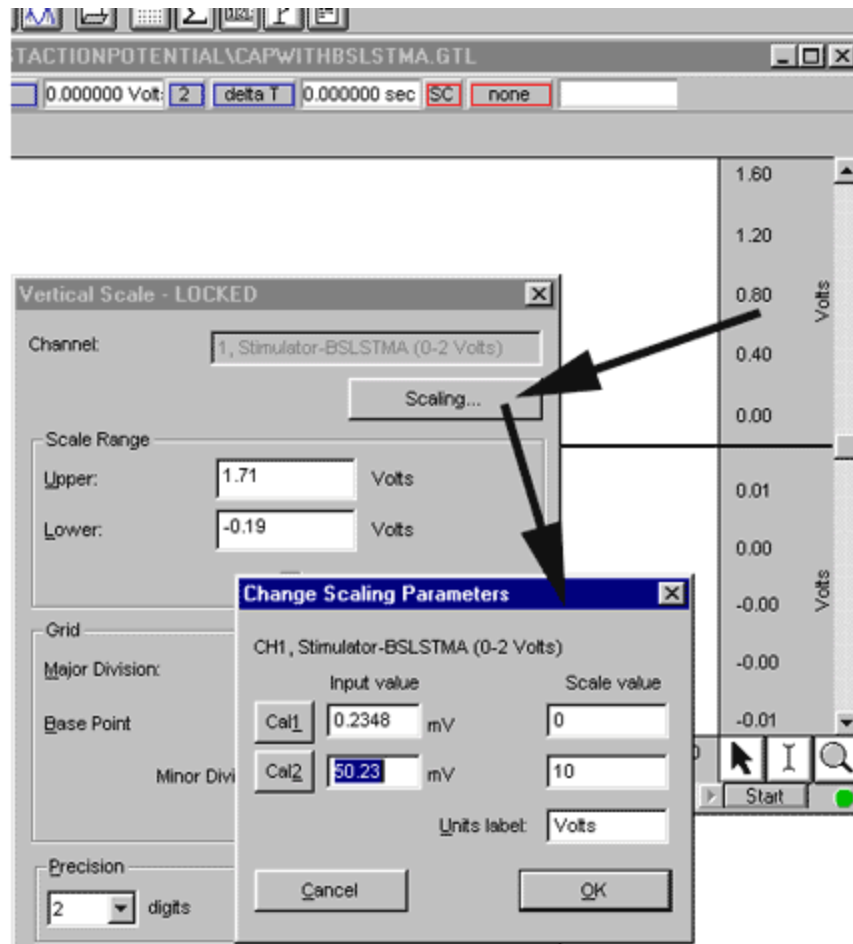 TACTIONPOTENTIAL\CAPWITHBSLSTMA.GTL
0.000000 Volt: 2 delta T 0.000000 sec SC none
1.60
1.20
Vertical Scale - LOCKED
0.80
Volts
Channel:
1, Stimulator-BSLSTMA (0-2 Volts)
0.40
Scaling...
0.00
Scale Range
Upper: 1.71 Volts
0.01
Lower: -0.19 Volts
0.00
Change Scaling Parameters
-0.00
Volts
Grid
CH1, Stimulator-BSLSTMA (0-2 Volts)
Major Division:
-0.00
Input value Scale value
Base Point
Cal1 0.2348 mV 0
-0.01
Minor Divi
Cal2 50.23 mV 10
Start
Units label: Volts
Precision
Cancel OK
2 digits